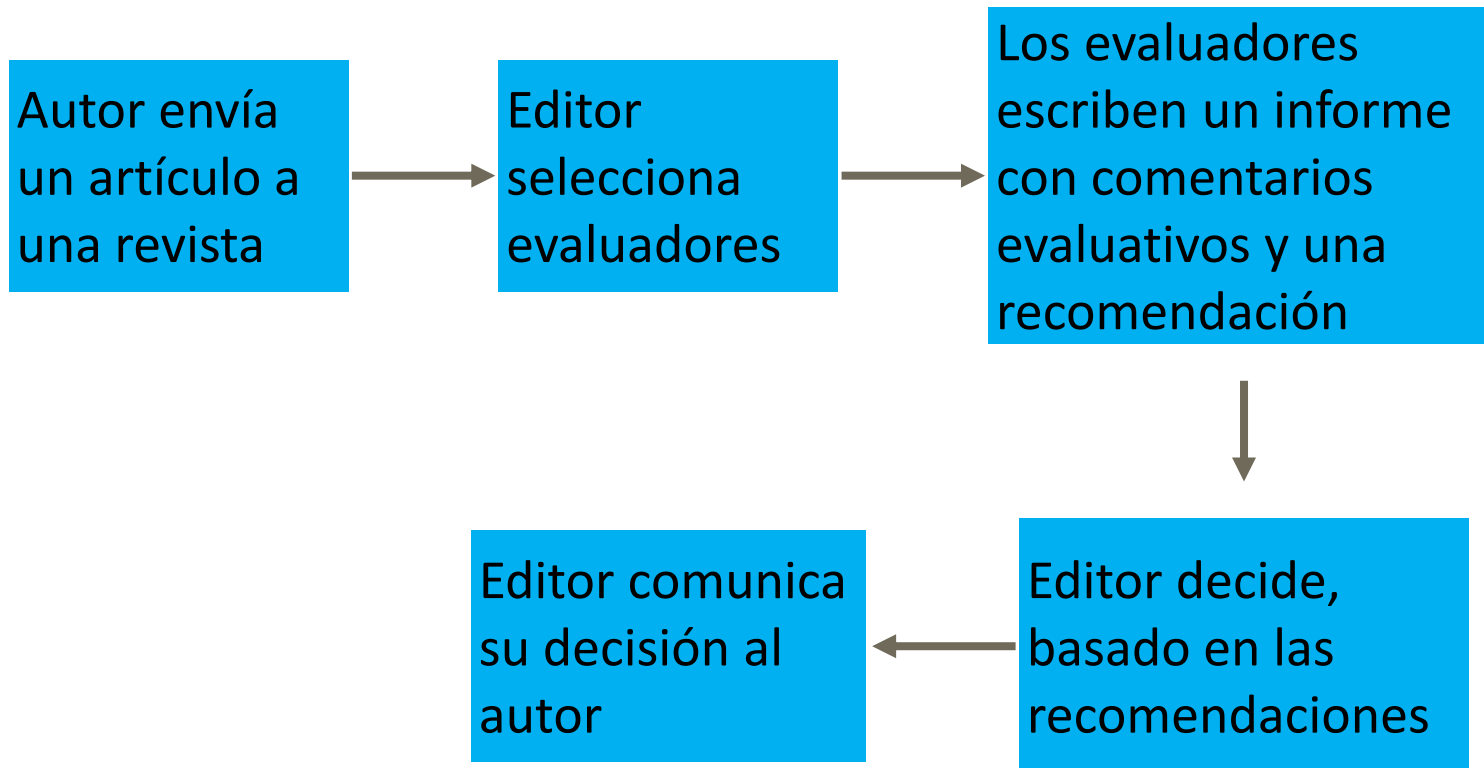 Autor envía
un artículo a
una revista
Editor
selecciona
evaluadores
Los evaluadores
escriben un informe
con comentarios
evaluativos y una
recomendación
Editor decide,
basado en las
recomendaciones
Editor comunica
su decisión al
autor